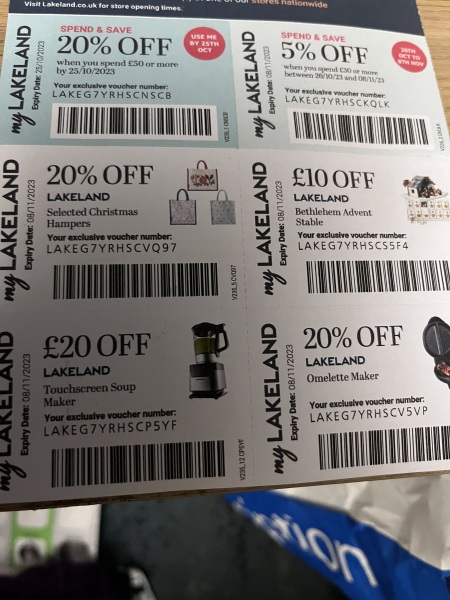 Visit Lakeland.co.uk for store opening times.
stores nationwide
my LAKELAND
Expiry Date: 25/10/2023
SPEND & SAVE
20% OFF
when you spend £50 or more
by 25/10/2023
Your exclusive voucher number:
LAKEG7YRHSCNSCB
USE ME
BY 25TH
OCT
my LAKELAND
Expiry Date: 08/11/2023
SPEND & SAVE
5% OFF
when you spend £30 or more
between 26/10/23 and 08/11/23
Your exclusive voucher number:
LAKEG7YRHSCKQLK
26TH
OCT TO
8TH NOV
my LAKELAND
Expiry Date: 08/11/2023
20% OFF
LAKELAND
Selected Christmas
Hampers
Your exclusive voucher number:
LAKEG7YRHSCVQ97
my LAKELAND
Expiry Date: 08/11/2023
£10 OFF
LAKELAND
Bethlehem Advent
Stable
Your exclusive voucher number:
LAKEG7YRHSCS5F4
my LAKELAND
Expiry Date: 08/11/2023
£20 OFF
LAKELAND
Touchscreen Soup
Maker
Your exclusive voucher number:
LAKEG7YRHSCP5YF
my LAKELAND
Expiry Date: 08/11/2023
20% OFF
LAKELAND
Omelette Maker
Your exclusive voucher number:
LAKEG7YRHSCV5VP